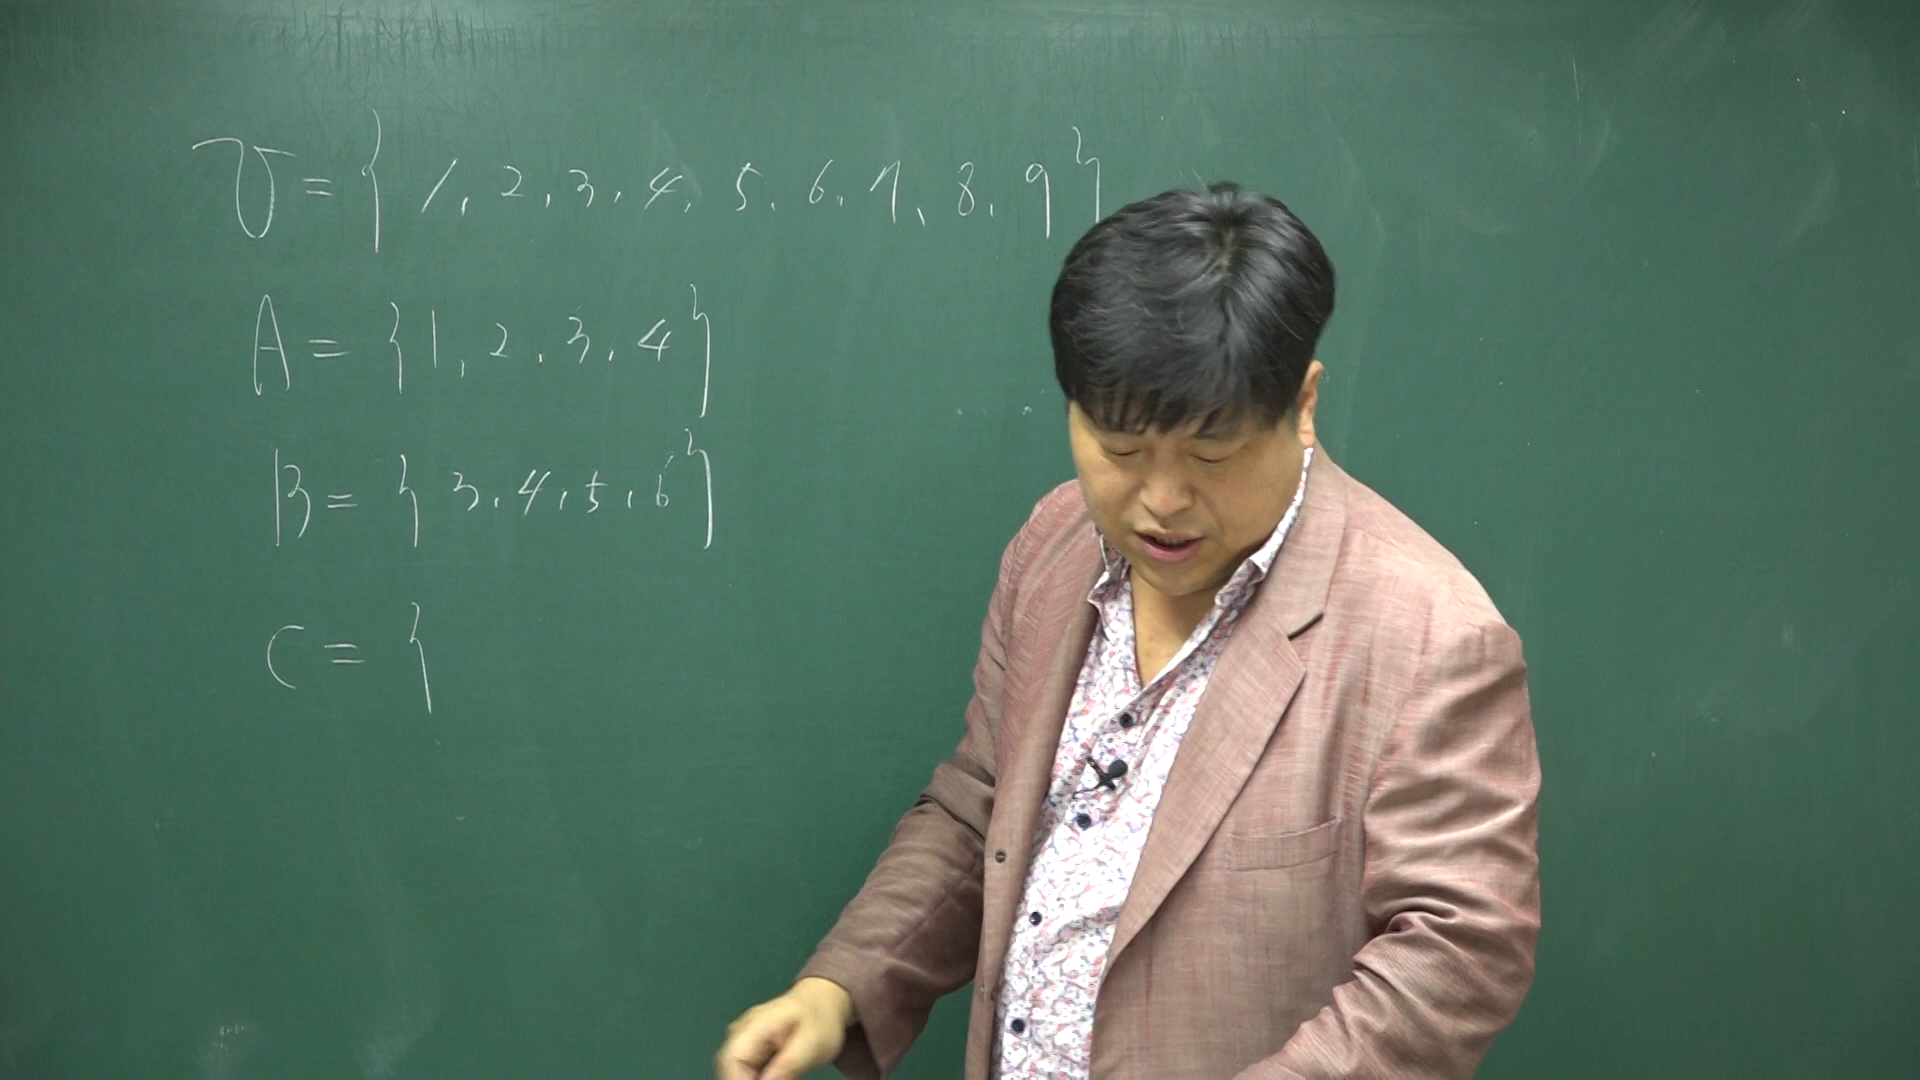 U = { 1, 2, 3, 4, 5, 6, 7, 8, 9 }
A = { 1, 2, 3, 4 }
B = { 3, 4, 5, 6 }
C = {